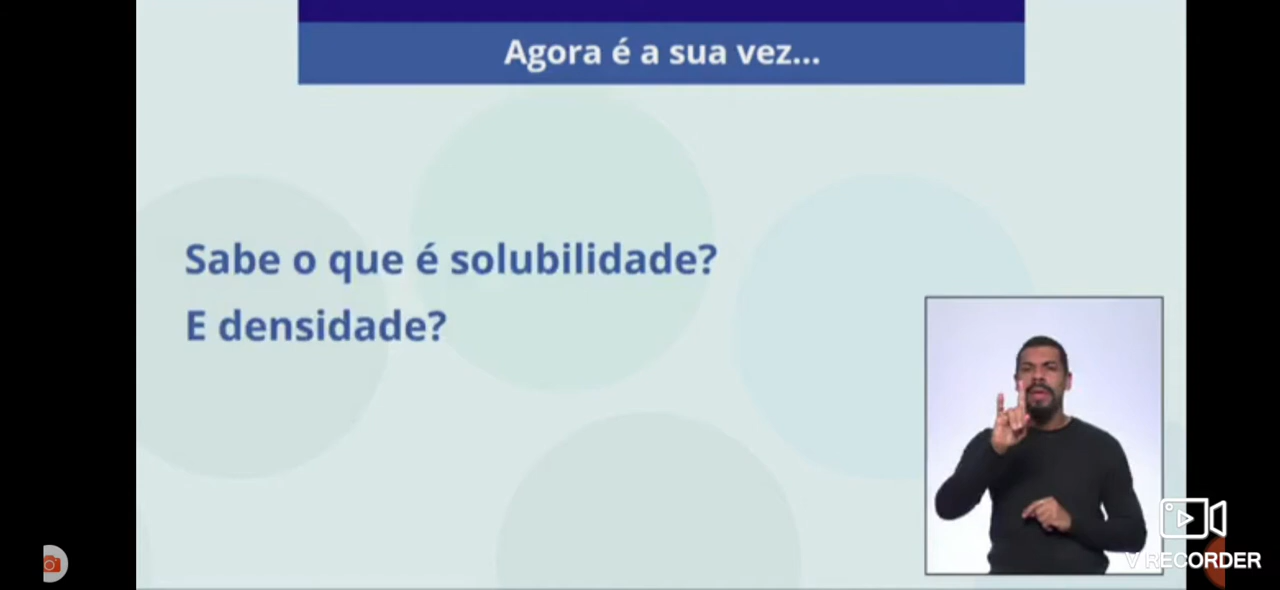 Agora é a sua vez...
Sabe o que é solubilidade?
E densidade?
V RECORDER